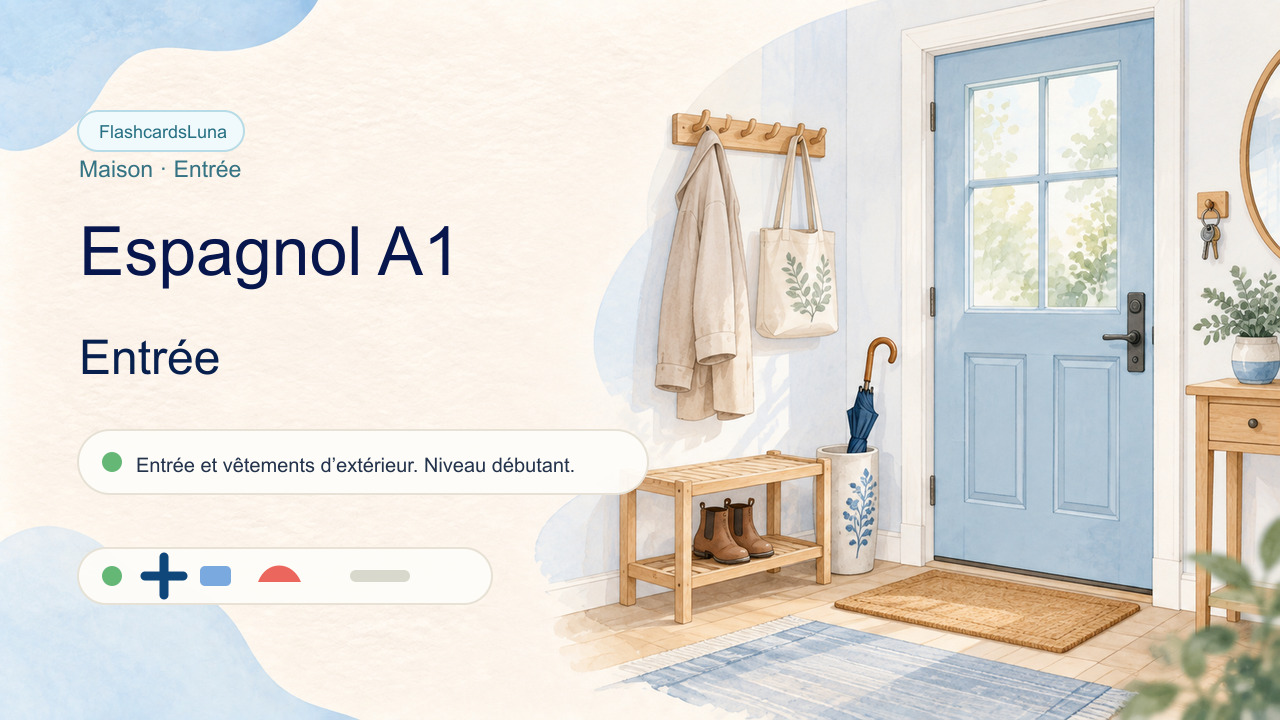 FlashcardsLuna
Maison · Entrée
Espagnol A1
Entrée
Entrée et vêtements d’extérieur. Niveau débutant.